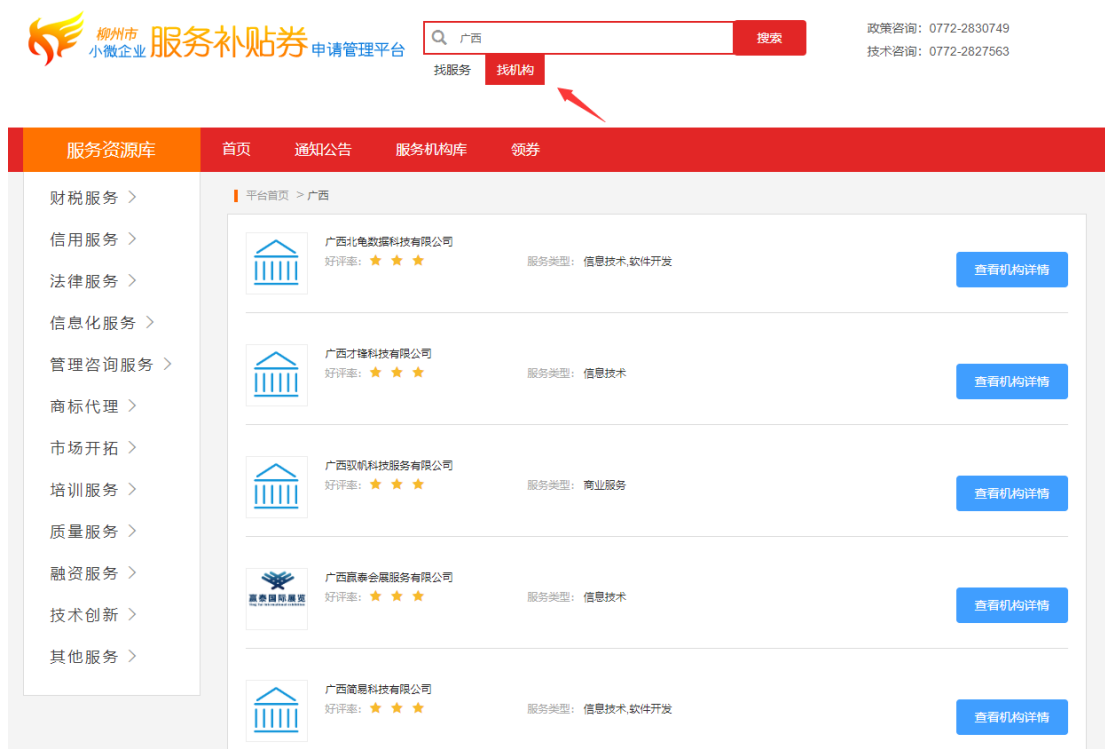 柳州市
小微企业 服务补贴券 申请管理平台
广西
搜索
政策咨询：0772-2830749
技术咨询：0772-2827563
找服务 找机构
服务资源库 首页 通知公告 服务机构库 领券
财税服务 >
信用服务 >
法律服务 >
信息化服务 >
管理咨询服务 >
商标代理 >
市场开拓 >
培训服务 >
质量服务 >
融资服务 >
技术创新 >
其他服务 >
平台首页 > 广西
广西北龟数据科技有限公司
好评率： ★ ★ ★ 服务类型： 信息技术,软件开发
查看机构详情
广西才锋科技有限公司
好评率： ★ ★ ★ 服务类型： 信息技术
查看机构详情
广西驭帆科技服务有限公司
好评率： ★ ★ ★ 服务类型： 商业服务
查看机构详情
赢泰国际展览
广西赢泰会展服务有限公司
好评率： ★ ★ ★ 服务类型： 信息技术
查看机构详情
广西简易科技有限公司
好评率： ★ ★ ★ 服务类型： 信息技术,软件开发
查看机构详情